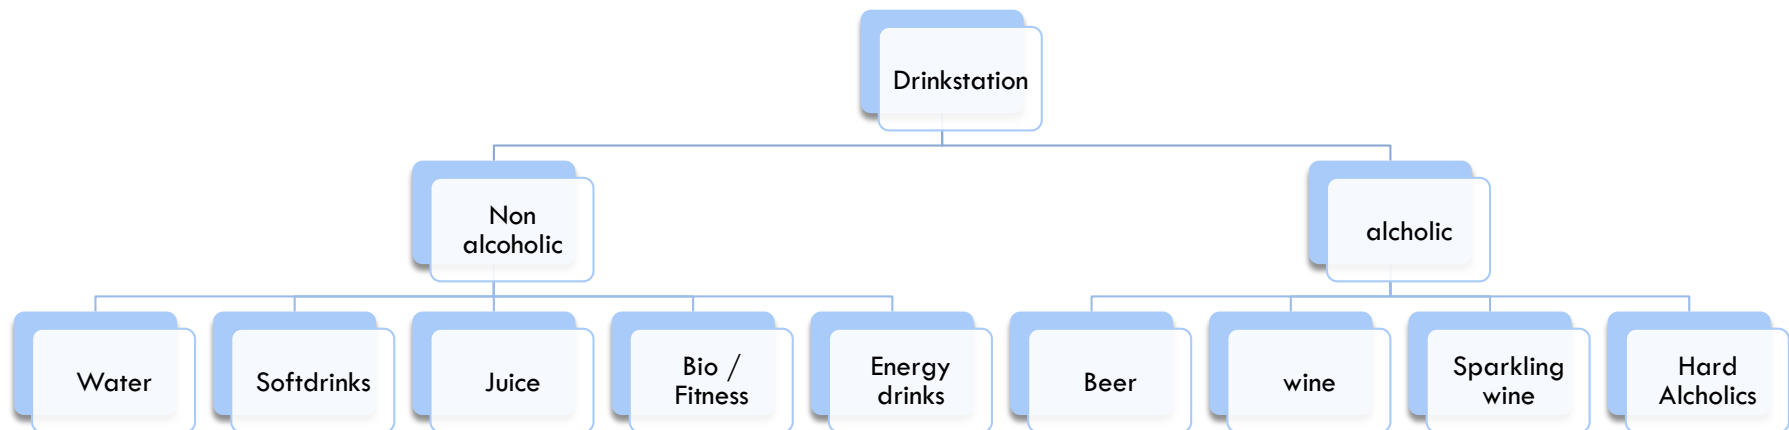 Drinkstation
Non
alcoholic
alcholic
Water
Softdrinks
Juice
Bio /
Fitness
Energy
drinks
Beer
wine
Sparkling
wine
Hard
Alcholics